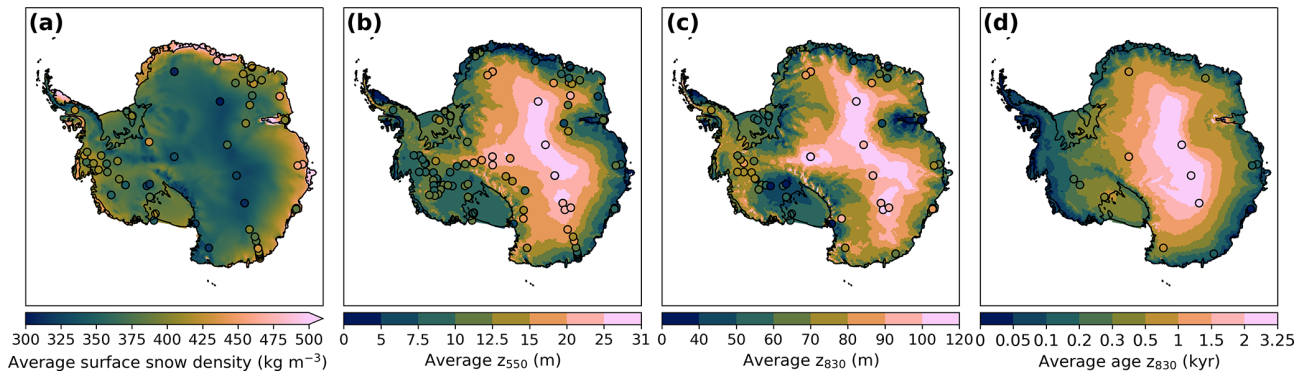 (a)
(b)
(c)
(d)
300 325 350 375 400 425 450 475 500
Average surface snow density (kg m⁻³)
0 5 7.5 10 12.5 15 20 25 31
Average z₅₅₀ (m)
0 40 50 60 70 80 90 100 120
Average z₈₃₀ (m)
0 0.05 0.1 0.2 0.3 0.5 1 1.5 2 3.25
Average age z₈₃₀ (kyr)